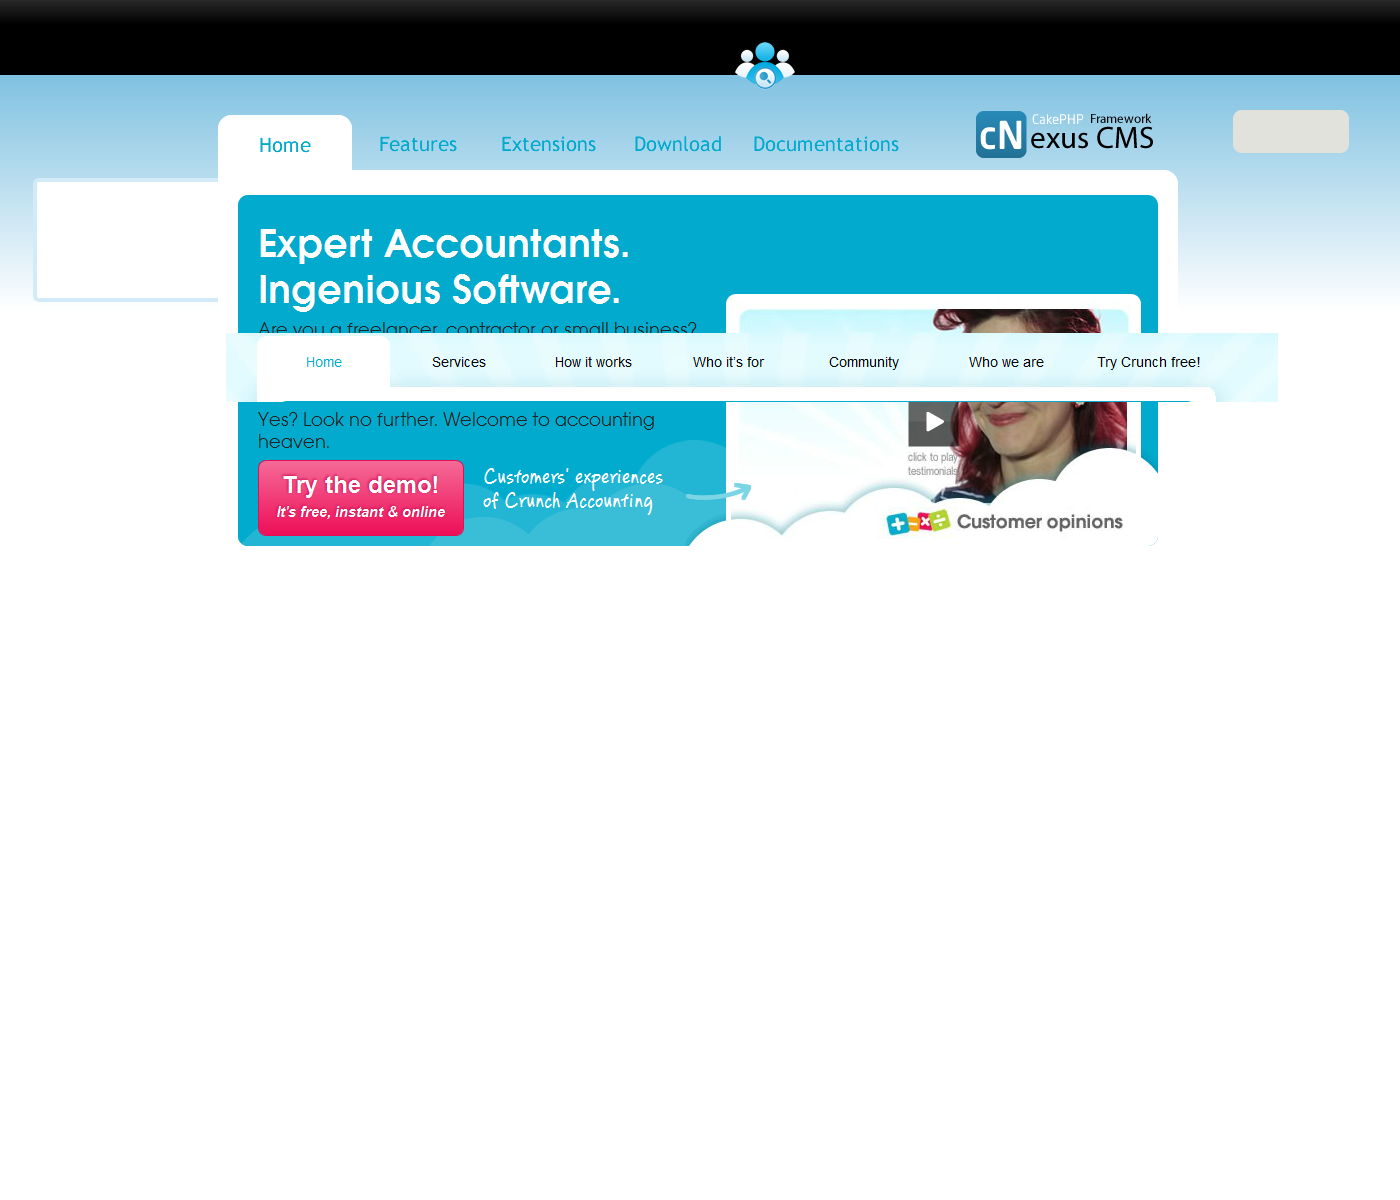 Home
Features
Extensions
Download
Documentations
cN
CakePHP Framework
exus CMS
Expert Accountants.
Ingenious Software.
Are you a freelancer, contractor or small business?
Home
Services
How it works
Who it's for
Community
Who we are
Try Crunch free!
Yes? Look no further. Welcome to accounting
heaven.
click to play
testimonials
Try the demo!
It's free, instant & online
Customers' experiences
of Crunch Accounting
Customer opinions